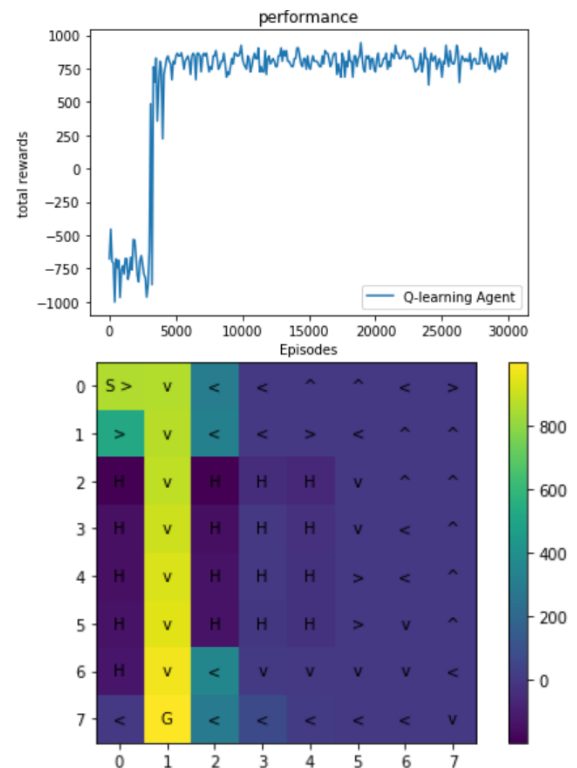 performance
1000
750
500
250
0
−250
−500
−750
−1000
total rewards
Q-learning Agent
0 5000 10000 15000 20000 25000 30000
Episodes
0 S > v < < ^ ^ < >
1 > v < < > < ^ ^
2 H v H H H v ^ ^
3 H v H H H v < ^
4 H v H H H > < ^
5 H v H H H > v ^
6 H v < v v v v <
7 < G < < < < < v
0 1 2 3 4 5 6 7
800
600
400
200
0